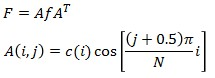 F = AfA^T
A(i,j) = c(i) cos [ (j + 0.5)π / N i ]